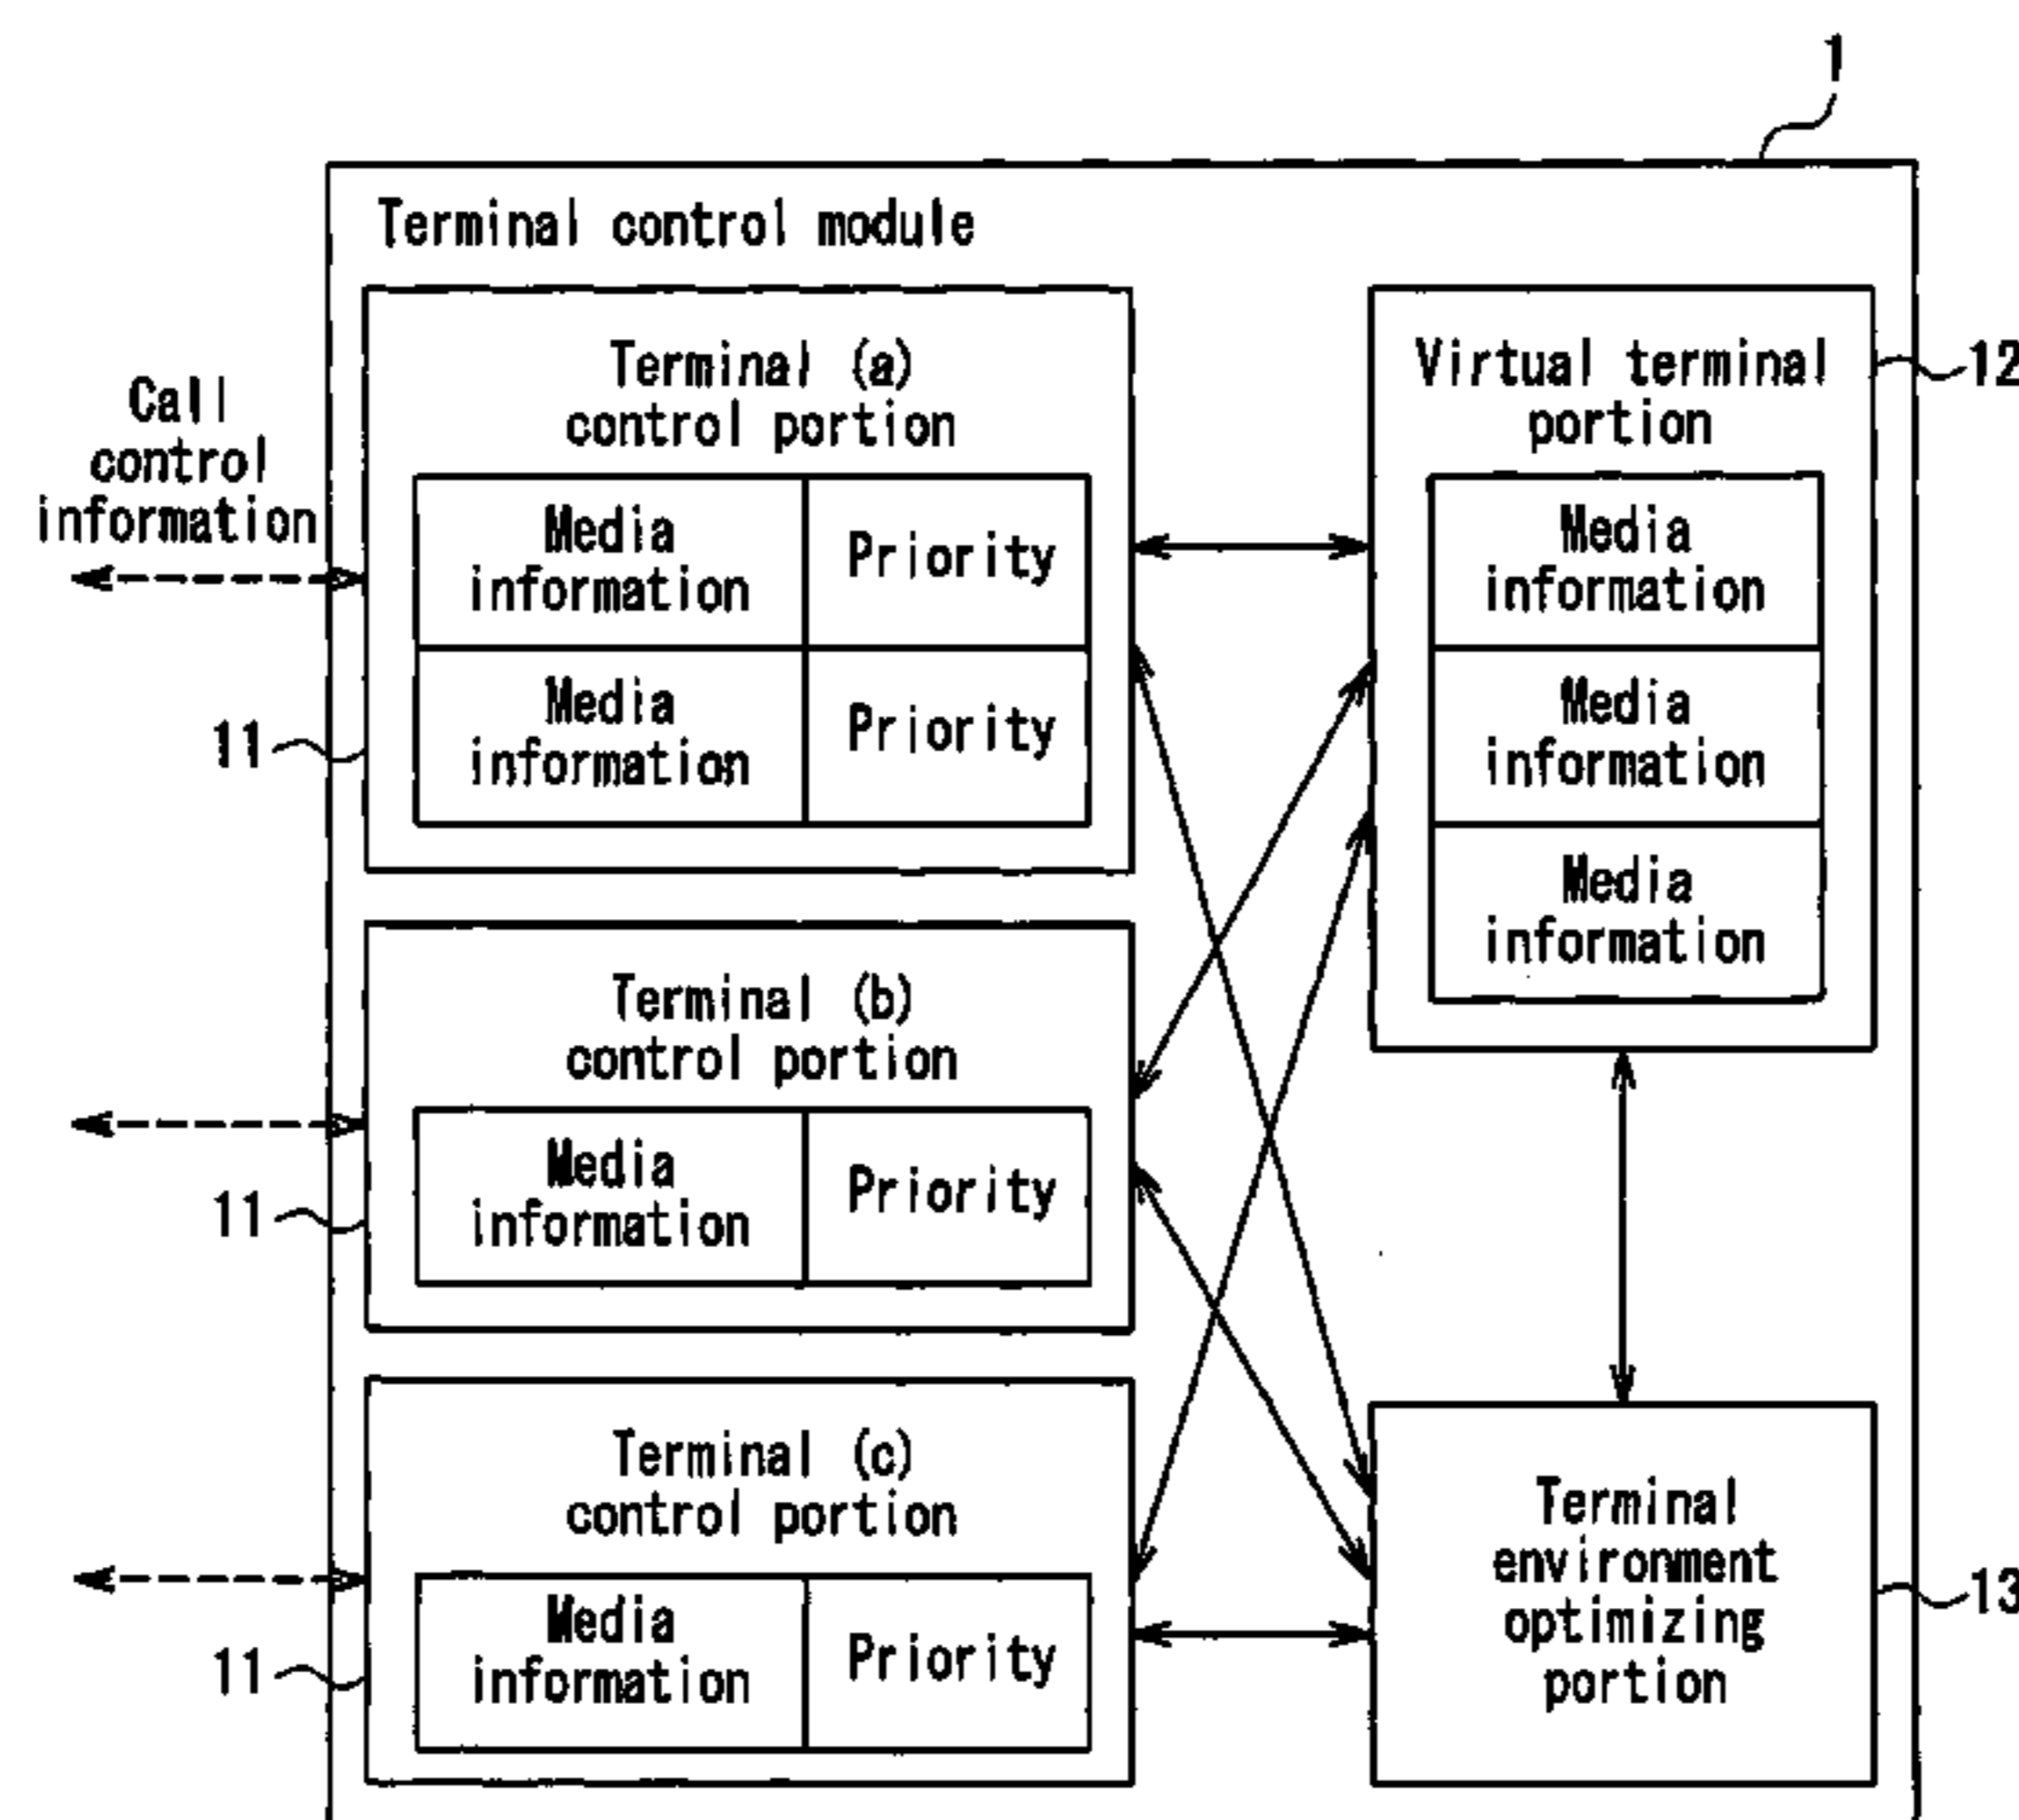 1
Terminal control module
Call
control
information
Terminal (a)
control portion
Media
information
Priority
Media
information
Priority
11
Virtual terminal
portion
12
Media
information
Media
information
Media
information
Terminal (b)
control portion
Media
information
Priority
11
Terminal (c)
control portion
Media
information
Priority
11
Terminal
environment
optimizing
portion
13